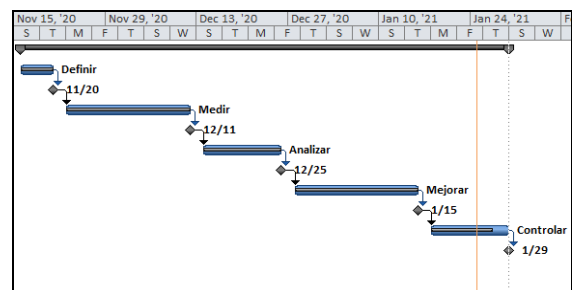 Nov 15, '20 Nov 29, '20 Dec 13, '20 Dec 27, '20 Jan 10, '21 Jan 24, '21 F
S T M F T S W S T M F T S W S T M F T S W
Definir
11/20
Medir
12/11
Analizar
12/25
Mejorar
1/15
Controlar
1/29